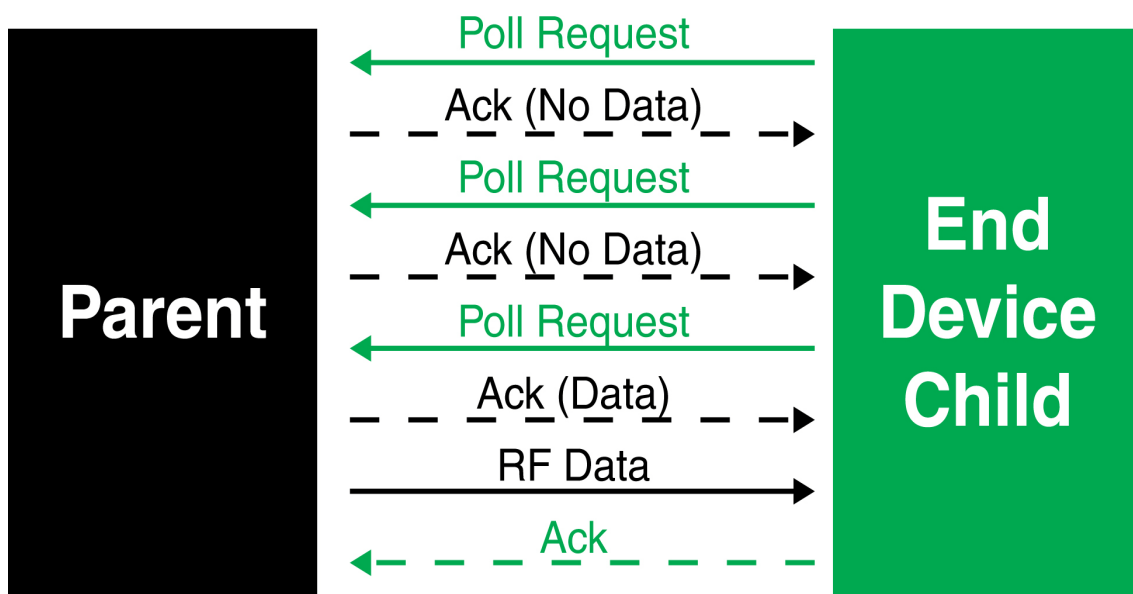 Poll Request
Ack (No Data)
Poll Request
Ack (No Data)
Poll Request
Ack (Data)
RF Data
Ack
Parent
End
Device
Child